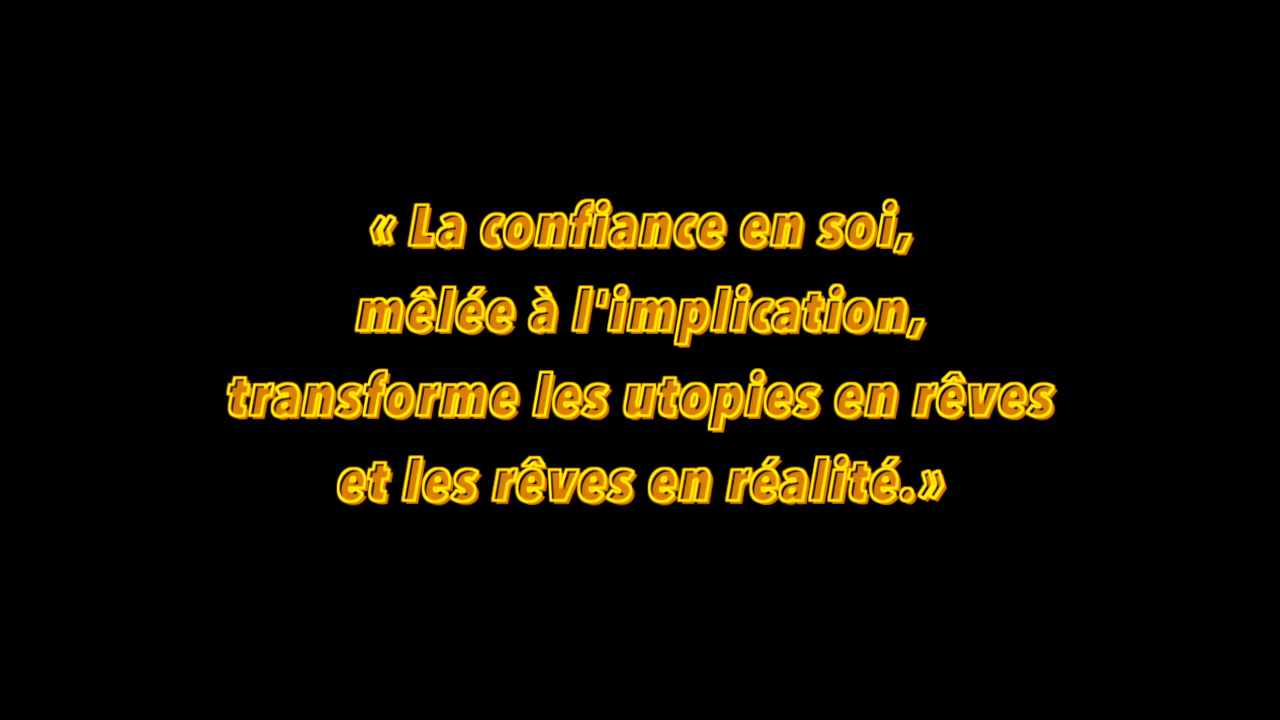 « La confiance en soi,
mêlée à l'implication,
transforme les utopies en rêves
et les rêves en réalité.»